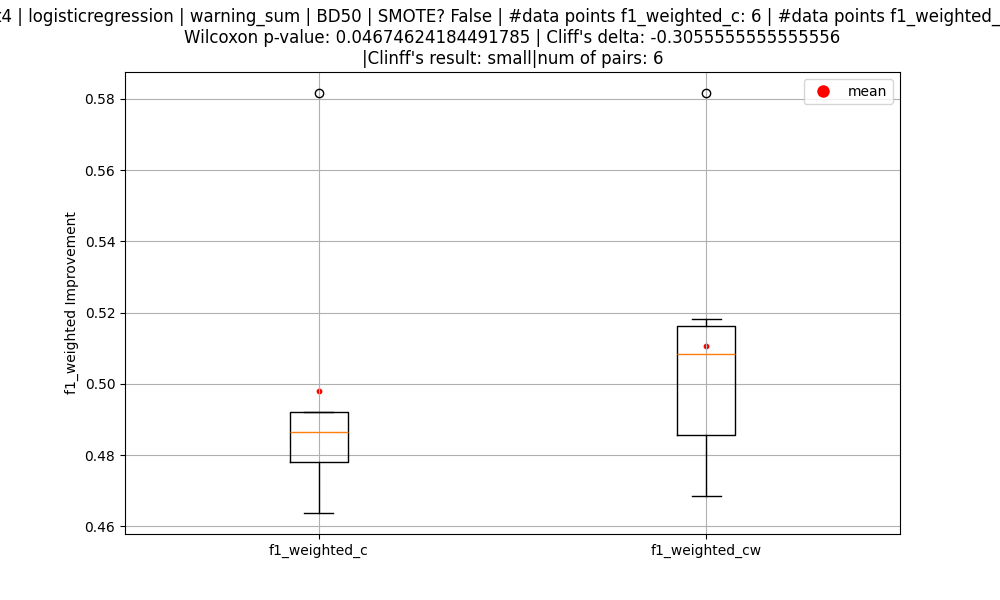 4 | logisticregression | warning_sum | BD50 | SMOTE? False | #data points f1_weighted_c: 6 | #data points f1_weighted_
Wilcoxon p-value: 0.04674624184491785 | Cliff's delta: -0.3055555555555556
|Clinff's result: small|num of pairs: 6
mean
0.58
0.56
0.54
0.52
0.50
0.48
0.46
f1_weighted Improvement
f1_weighted_c
f1_weighted_cw